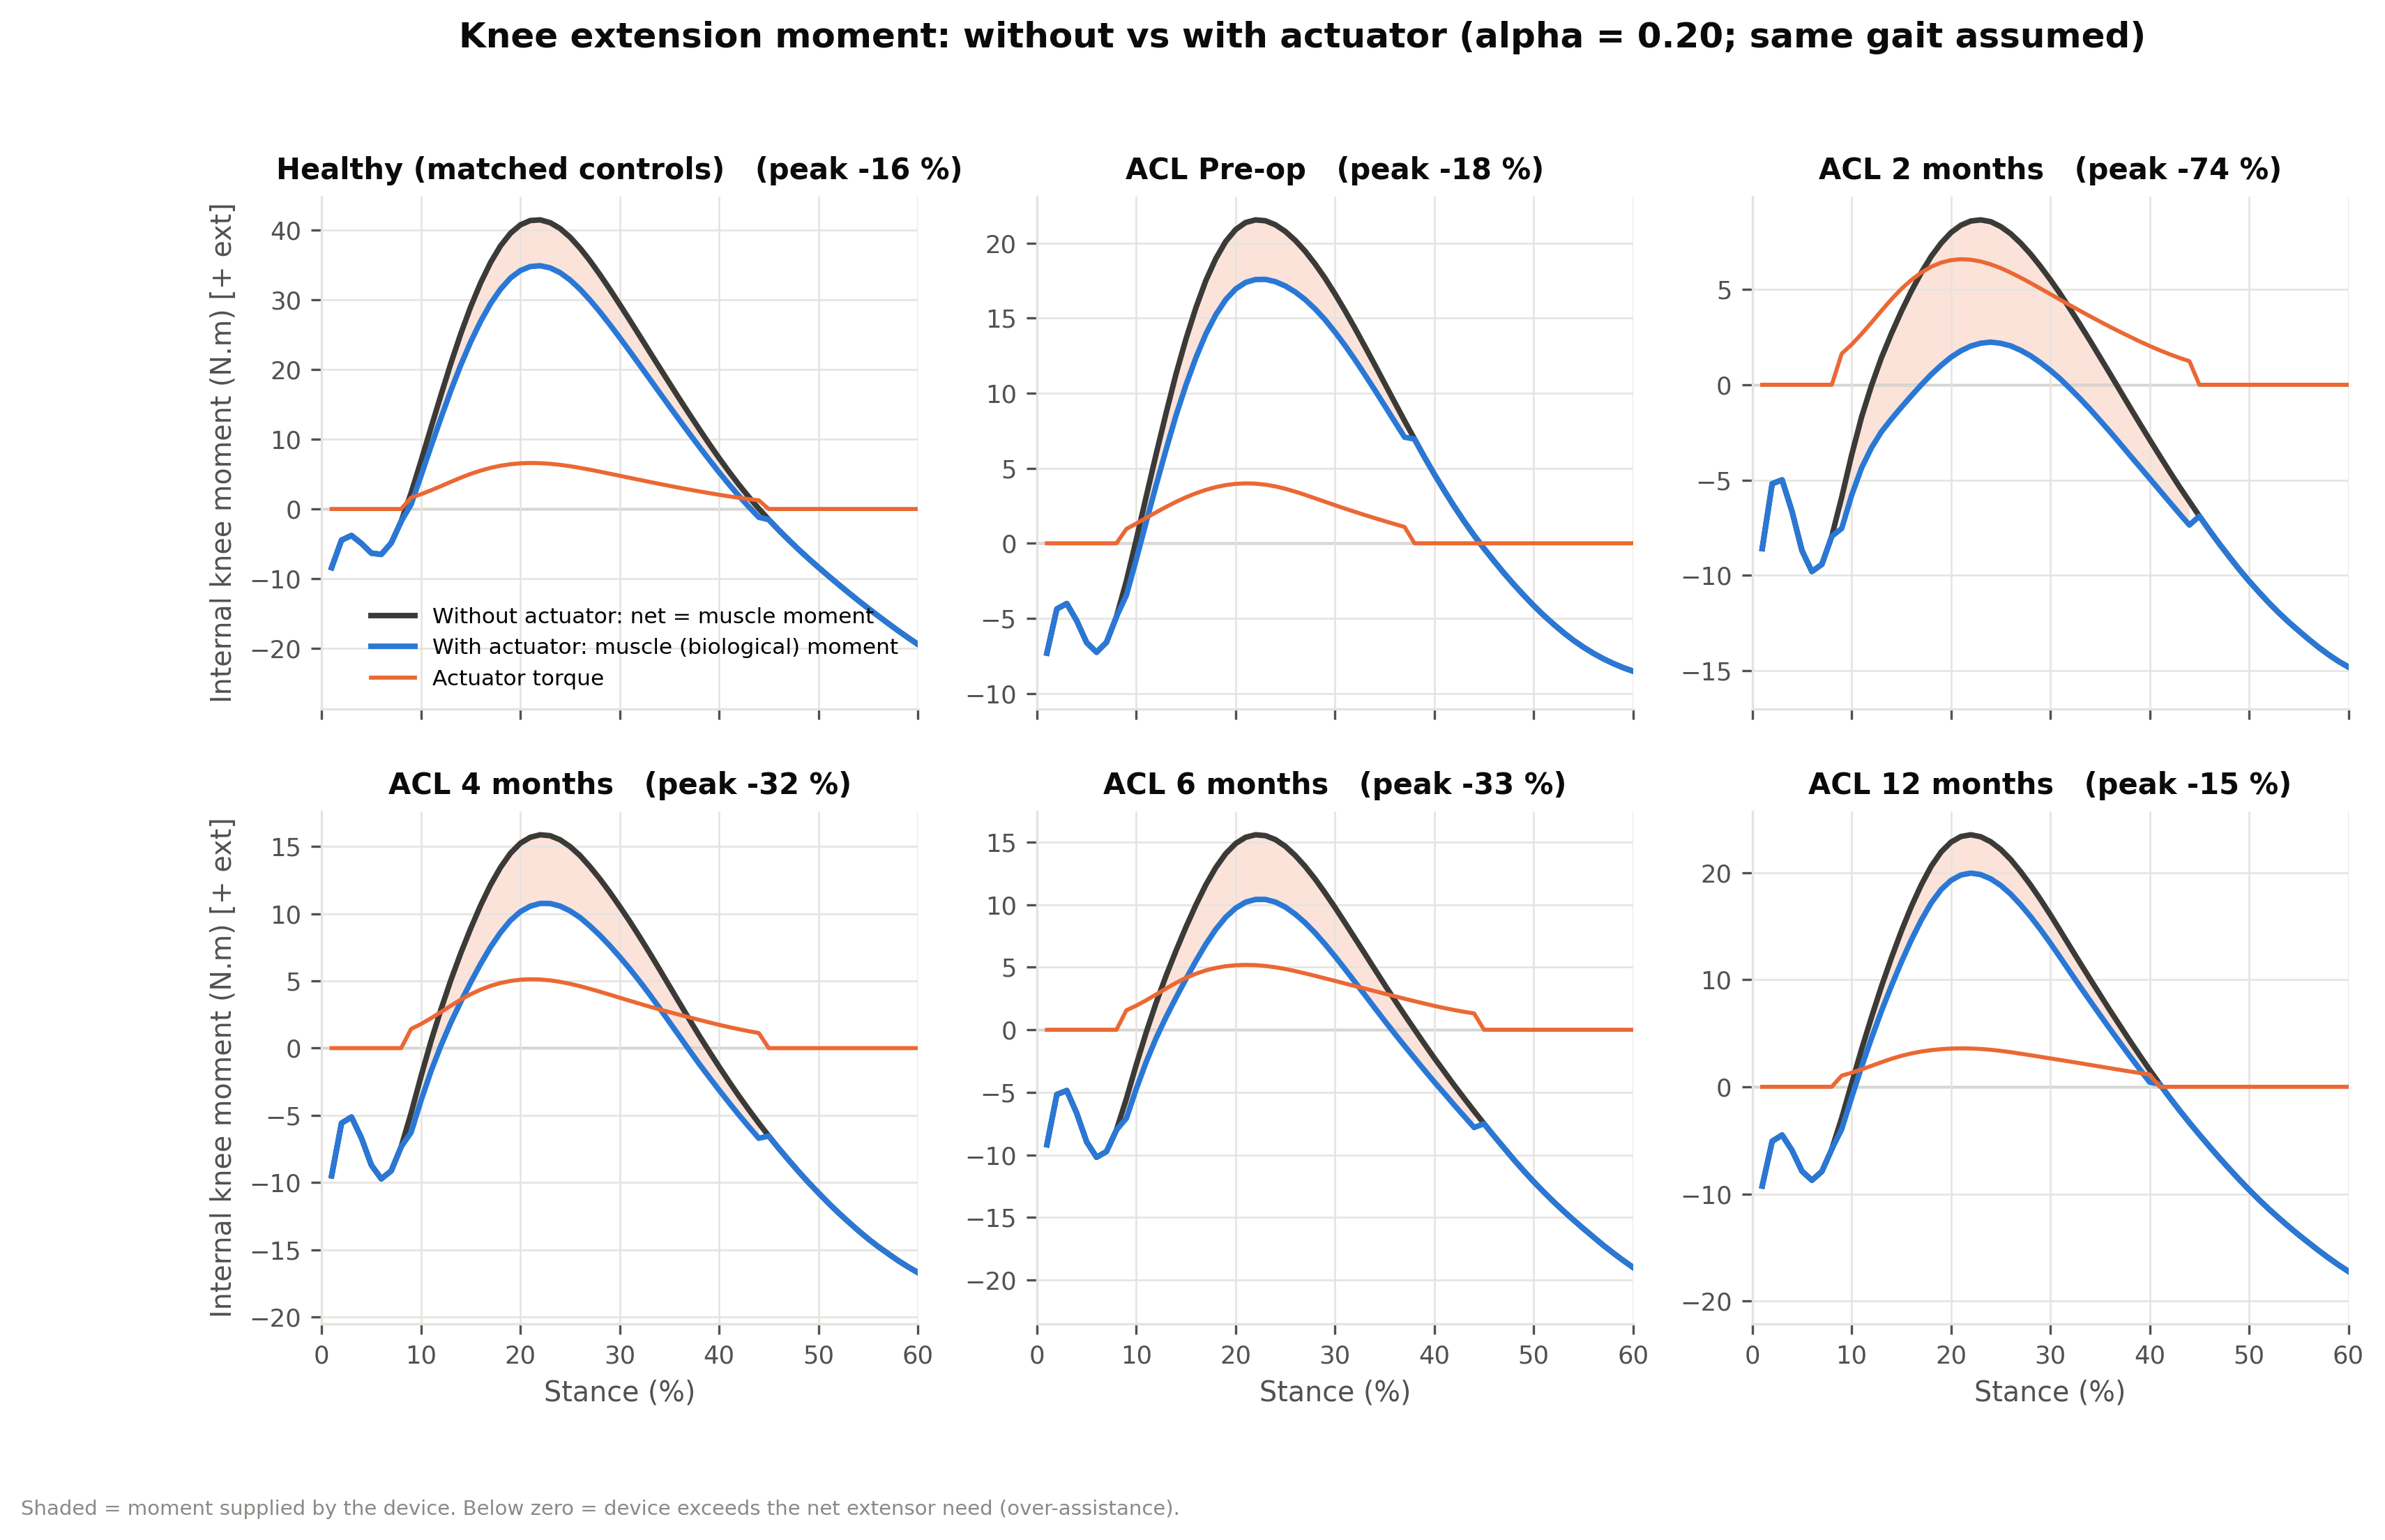 Knee extension moment: without vs with actuator (alpha = 0.20; same gait assumed)
Healthy (matched controls) (peak -16 %)
Internal knee moment (N.m) [+ ext]
40
30
20
10
0
−10
−20
Without actuator: net = muscle moment
With actuator: muscle (biological) moment
Actuator torque
ACL Pre-op (peak -18 %)
20
15
10
5
0
−5
−10
ACL 2 months (peak -74 %)
5
0
−5
−10
−15
ACL 4 months (peak -32 %)
Internal knee moment (N.m) [+ ext]
15
10
5
0
−5
−10
−15
−20
0 10 20 30 40 50 60
Stance (%)
ACL 6 months (peak -33 %)
15
10
5
0
−5
−10
−15
−20
0 10 20 30 40 50 60
Stance (%)
ACL 12 months (peak -15 %)
20
10
0
−10
−20
0 10 20 30 40 50 60
Stance (%)
Shaded = moment supplied by the device. Below zero = device exceeds the net extensor need (over-assistance).